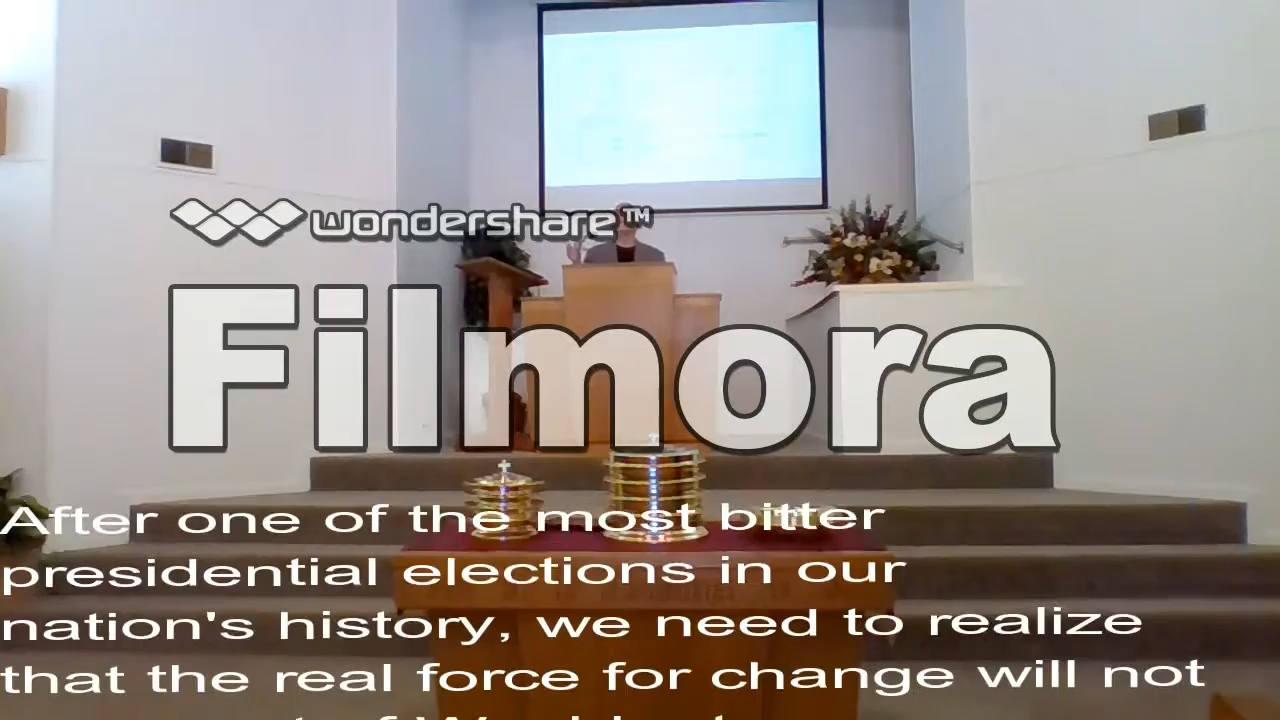 wondershare™
Filmora
After one of the most bitter
presidential elections in our
nation's history, we need to realize
that the real force for change will not